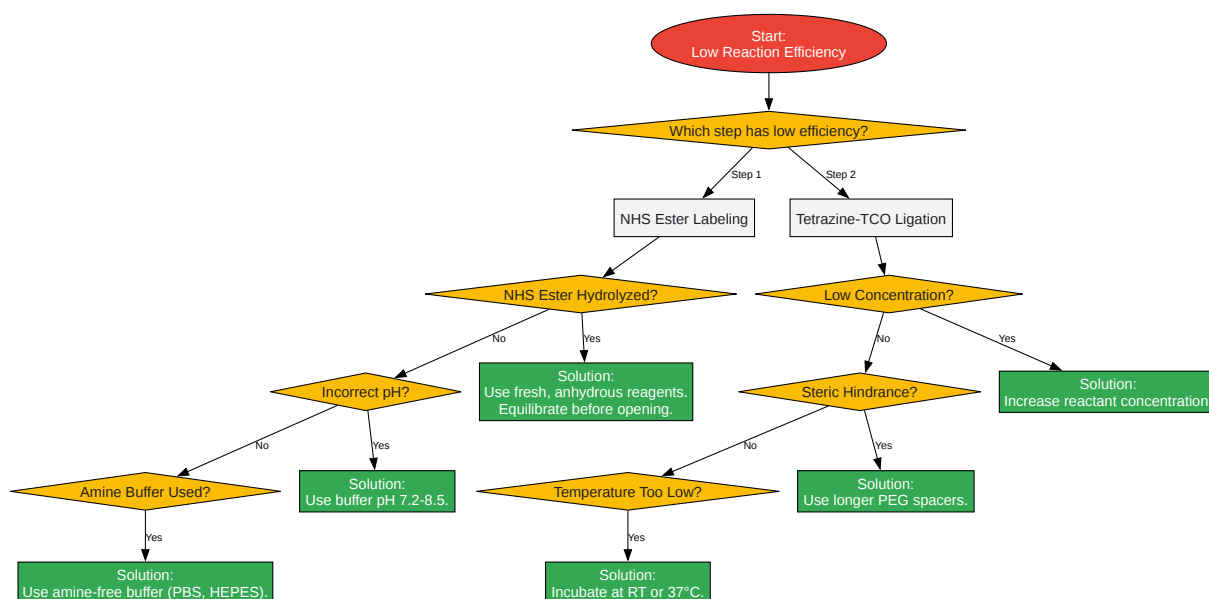 Start:
Low Reaction Efficiency
Which step has low efficiency?
Step 1
Step 2
NHS Ester Labeling
Tetrazine-TCO Ligation
NHS Ester Hydrolyzed?
Low Concentration?
No
Yes
No
Yes
Incorrect pH?
Solution:
Use fresh, anhydrous reagents.
Equilibrate before opening.
Steric Hindrance?
Solution:
Increase reactant concentration
No
Yes
No
Yes
Amine Buffer Used?
Solution:
Use buffer pH 7.2-8.5.
Temperature Too Low?
Solution:
Use longer PEG spacers.
Yes
Yes
Solution:
Use amine-free buffer (PBS, HEPES).
Solution:
Incubate at RT or 37°C.